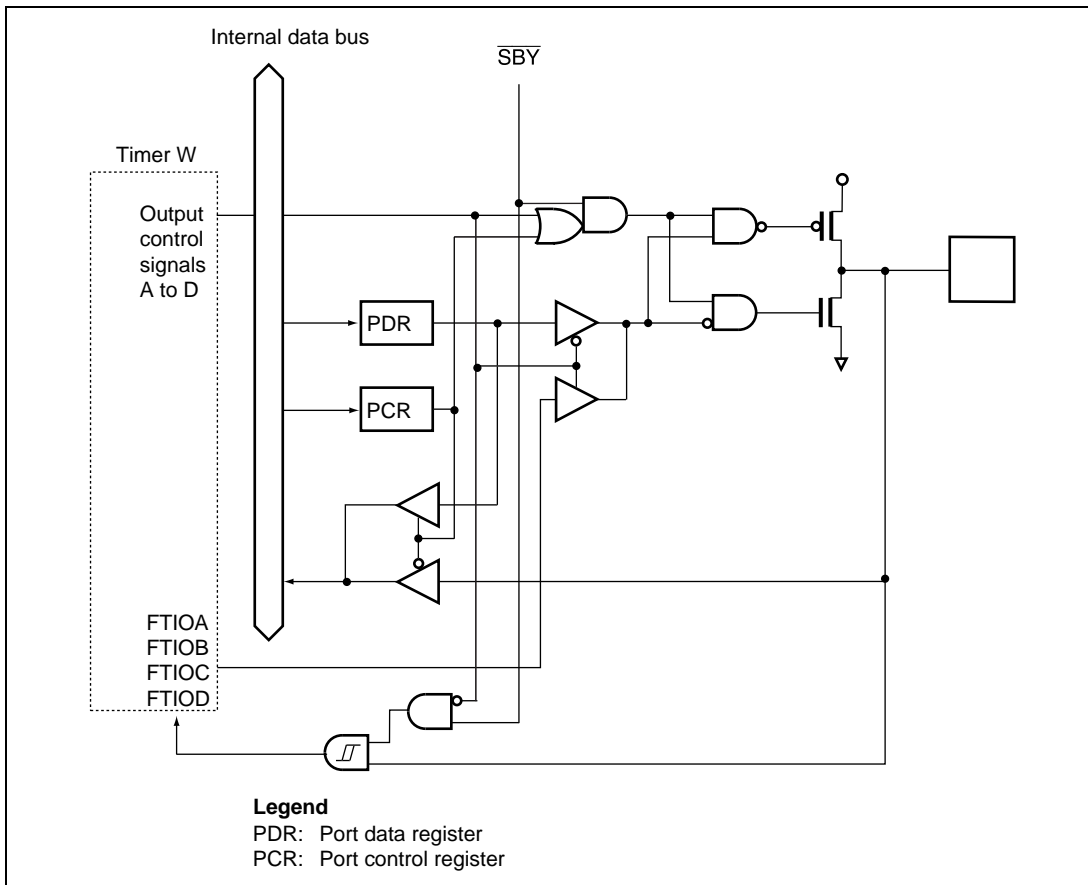 Internal data bus
SBY
Timer W
Output
control
signals
A to D
PDR
PCR
FTIOA
FTIOB
FTIOC
FTIOD
Legend
PDR: Port data register
PCR: Port control register